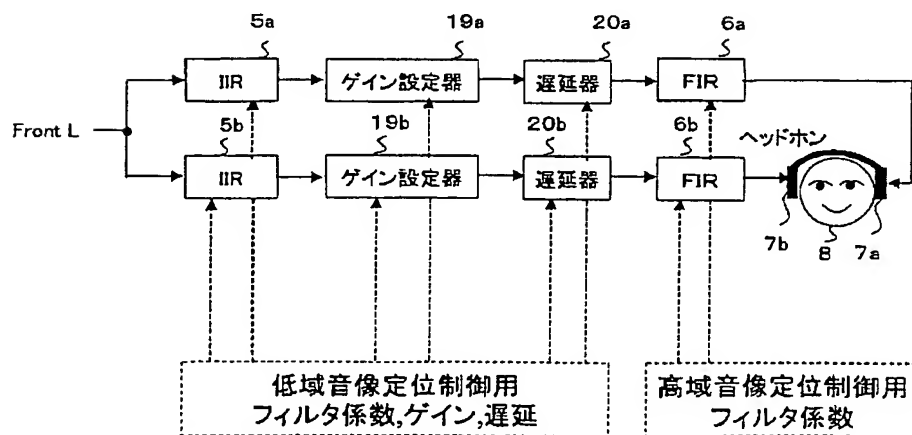 5a 19a 20a 6a
IIR ゲイン設定器 遅延器 FIR
Front L
5b 19b 20b 6b
ヘッドホン
IIR ゲイン設定器 遅延器 FIR
7b 8 7a
低域音像定位制御用
フィルタ係数,ゲイン,遅延
高域音像定位制御用
フィルタ係数